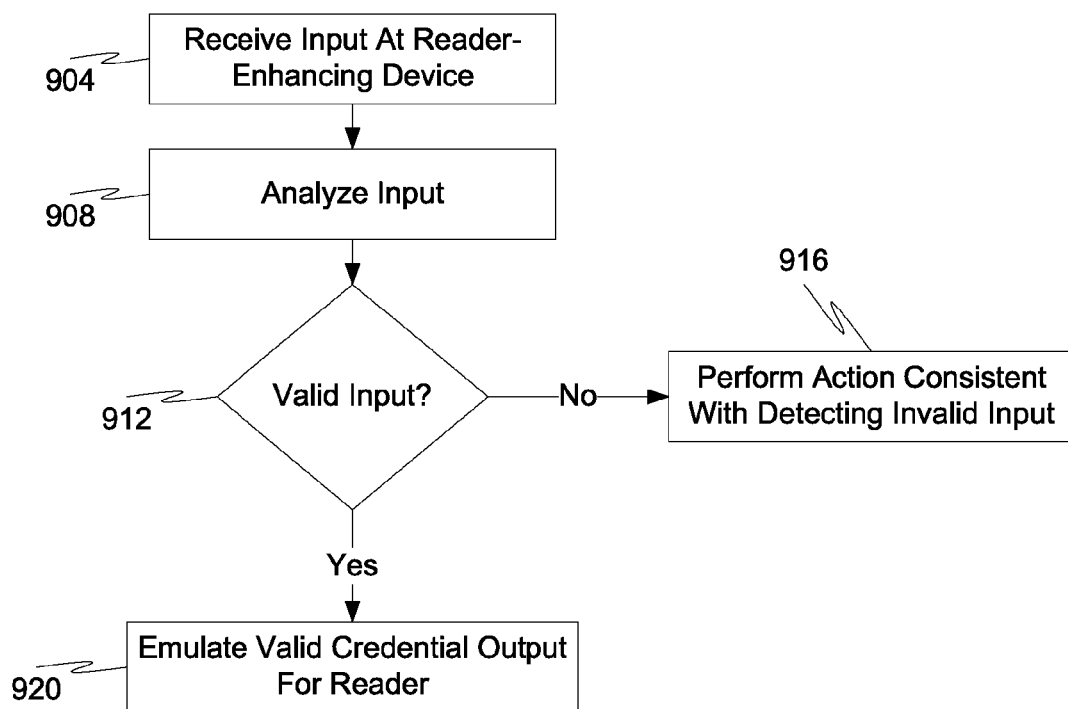 Receive Input At Reader-
Enhancing Device
904
Analyze Input
908
916
Valid Input?
No
Perform Action Consistent
With Detecting Invalid Input
912
Yes
Emulate Valid Credential Output
For Reader
920